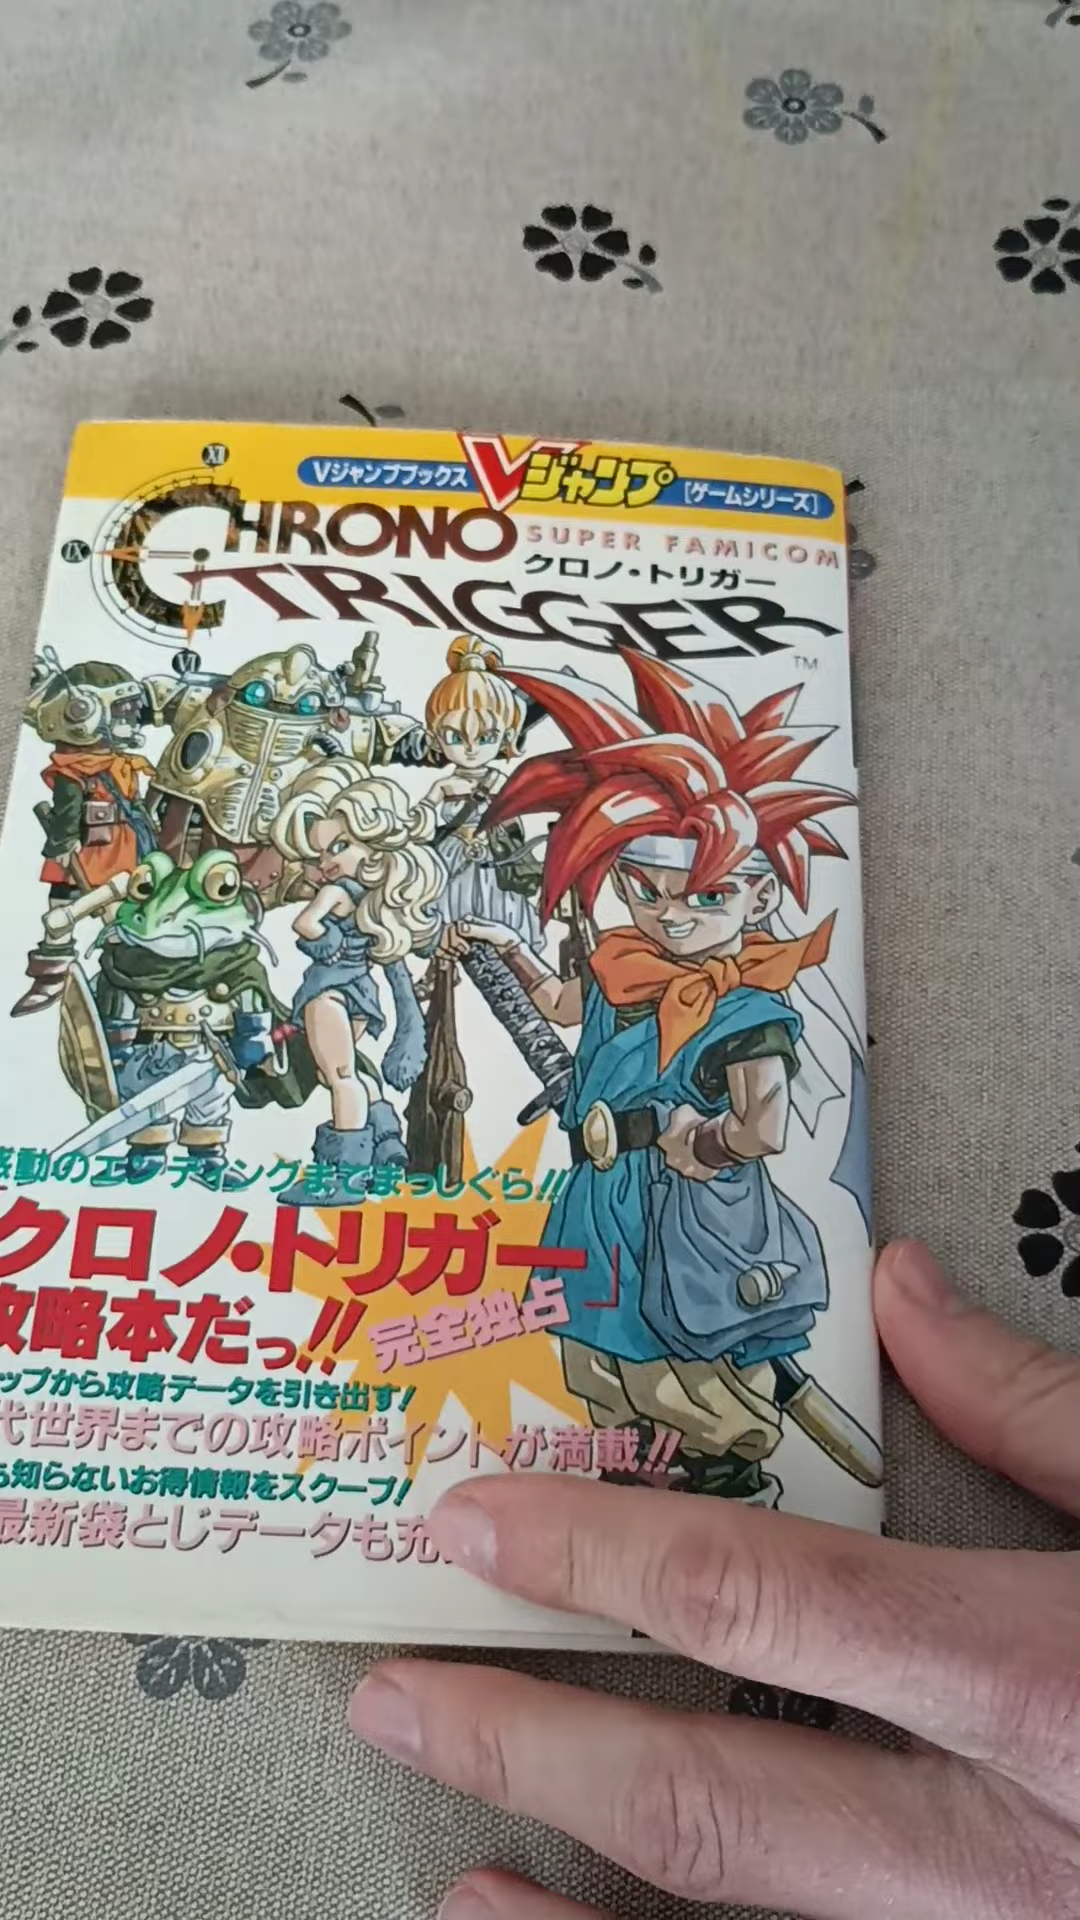 Vジャンプブックス Vジャンプ [ゲームシリーズ]
XII
IX
VI
CHRONO
TRIGGER
SUPER FAMICOM
クロノ・トリガー
TM
動のエンディングまでまっしぐら!!
クロノ・トリガー」
攻略本だっ!!
完全独占
ップから攻略データを引き出す!
代世界までの攻略ポイントが満載!!
知らないお得情報をスクープ!
最新袋とじデータも充